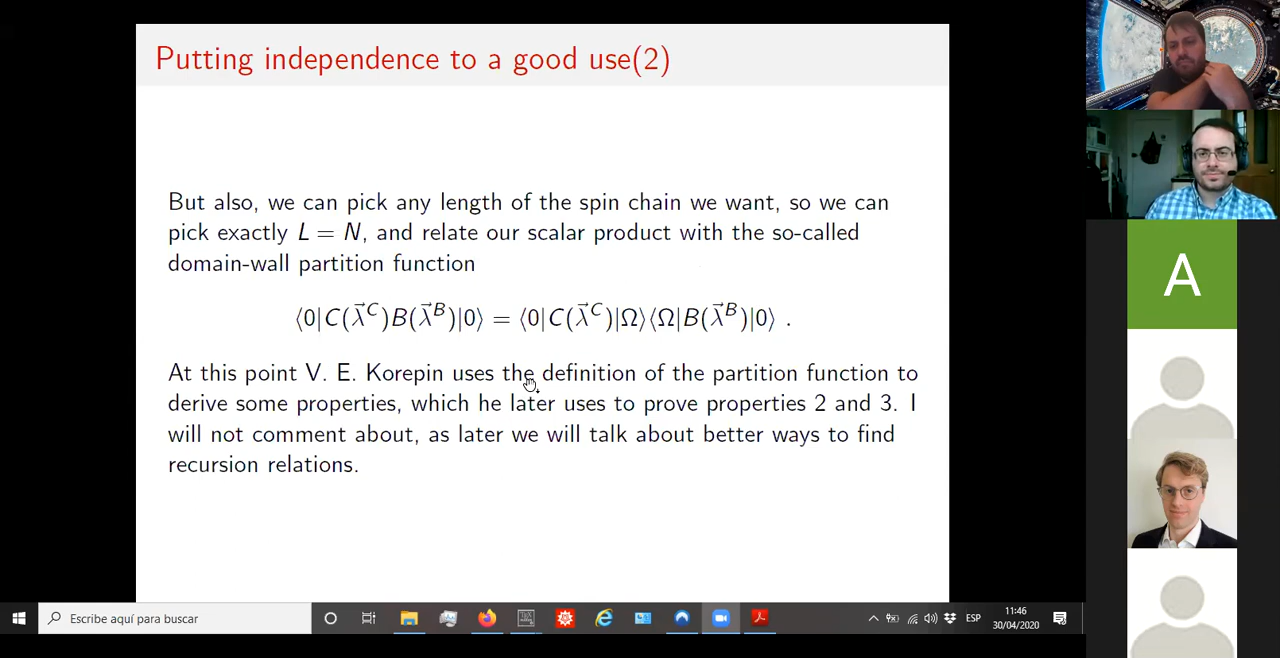 Putting independence to a good use(2)
But also, we can pick any length of the spin chain we want, so we can
pick exactly L = N, and relate our scalar product with the so-called
domain-wall partition function
⟨0|C(λ⃗^C)B(λ⃗^B)|0⟩ = ⟨0|C(λ⃗^C)|Ω⟩⟨Ω|B(λ⃗^B)|0⟩ .
At this point V. E. Korepin uses the definition of the partition function to
derive some properties, which he later uses to prove properties 2 and 3. I
will not comment about, as later we will talk about better ways to find
recursion relations.
A
Escribe aquí para buscar
ESP
11:46
30/04/2020